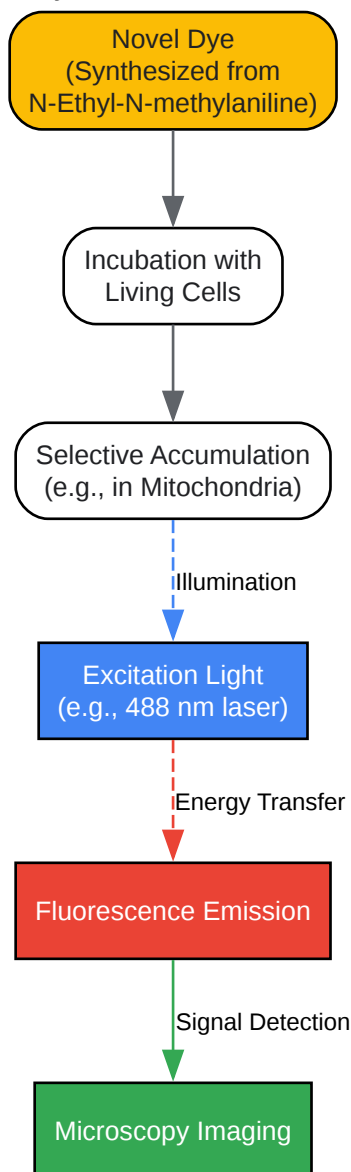 Novel Dye
(Synthesized from
N-Ethyl-N-methylaniline)
Incubation with
Living Cells
Selective Accumulation
(e.g., in Mitochondria)
Illumination
Excitation Light
(e.g., 488 nm laser)
Energy Transfer
Fluorescence Emission
Signal Detection
Microscopy Imaging